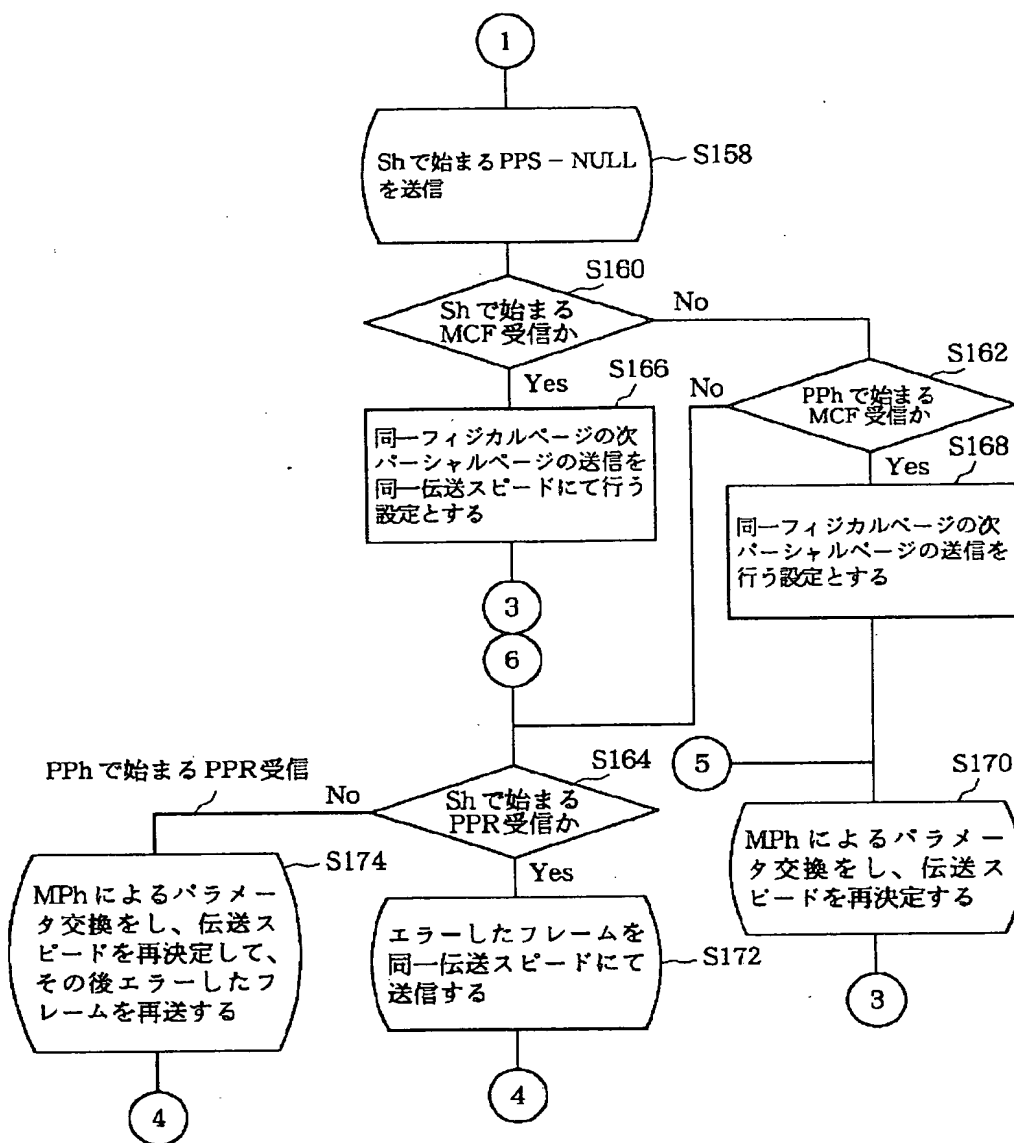 1
Shで始まるPPS－NULL
を送信
S158
S160
Shで始まる
MCF受信か
No
Yes
S162
PPhで始まる
MCF受信か
No
Yes
S166
同一フィジカルページの次
パーシャルページの送信を
同一伝送スピードにて行う
設定とする
S168
同一フィジカルページの次
パーシャルページの送信を
行う設定とする
3
6
5
S170
MPhによるパラメー
タ交換をし、伝送ス
ピードを再決定する
3
S164
Shで始まる
PPR受信か
PPhで始まるPPR受信
No
Yes
S174
MPhによるパラメー
タ交換をし、伝送ス
ピードを再決定して、
その後エラーしたフ
レームを再送する
4
S172
エラーしたフレームを
同一伝送スピードにて
送信する
4